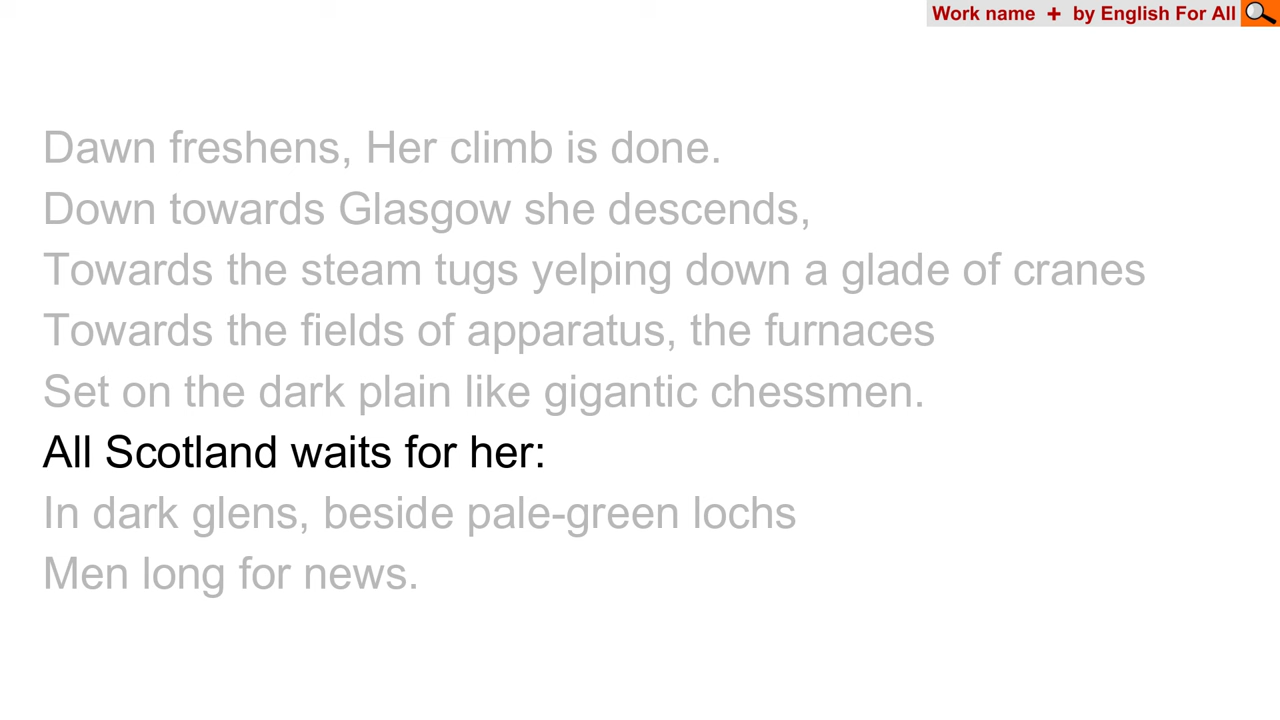 Work name + by English For All
Dawn freshens, Her climb is done.
Down towards Glasgow she descends,
Towards the steam tugs yelping down a glade of cranes
Towards the fields of apparatus, the furnaces
Set on the dark plain like gigantic chessmen.
All Scotland waits for her:
In dark glens, beside pale-green lochs
Men long for news.